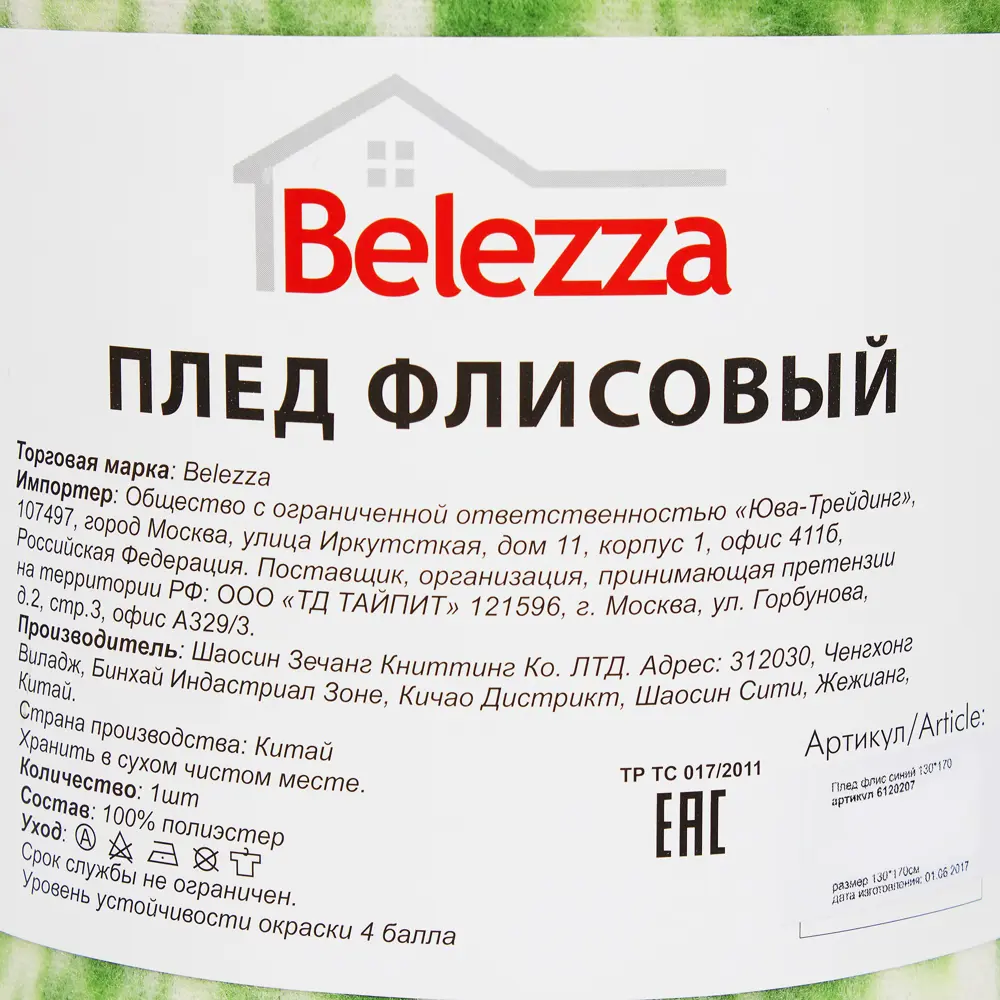 Belezza
ПЛЕД ФЛИСОВЫЙ
Торговая марка: Belezza
Импортер: Общество с ограниченной ответственностью «Юва-Трейдинг»,
107497, город Москва, улица Иркутсткая, дом 11, корпус 1, офис 411б,
Российская Федерация. Поставщик, организация, принимающая претензии
на территории РФ: ООО «ТД ТАЙПИТ» 121596, г. Москва, ул. Горбунова,
д.2, стр.3, офис А329/3.
Производитель: Шаосин Зечанг Книттинг Ко. ЛТД. Адрес: 312030, Ченгхонг
Виладж, Бинхай Индастриал Зоне, Кичао Дистрикт, Шаосин Сити, Жежианг,
Китай.
Страна производства: Китай
Хранить в сухом чистом месте.
Количество: 1шт
Состав: 100% полиэстер
Уход: A
Срок службы не ограничен.
Уровень устойчивости окраски 4 балла
ТР ТС 017/2011
EAC
Артикул/Article:
Плед флис синий 130*170
артикул 6120207
размер 130*170см
дата изготовления: 01.06.2017